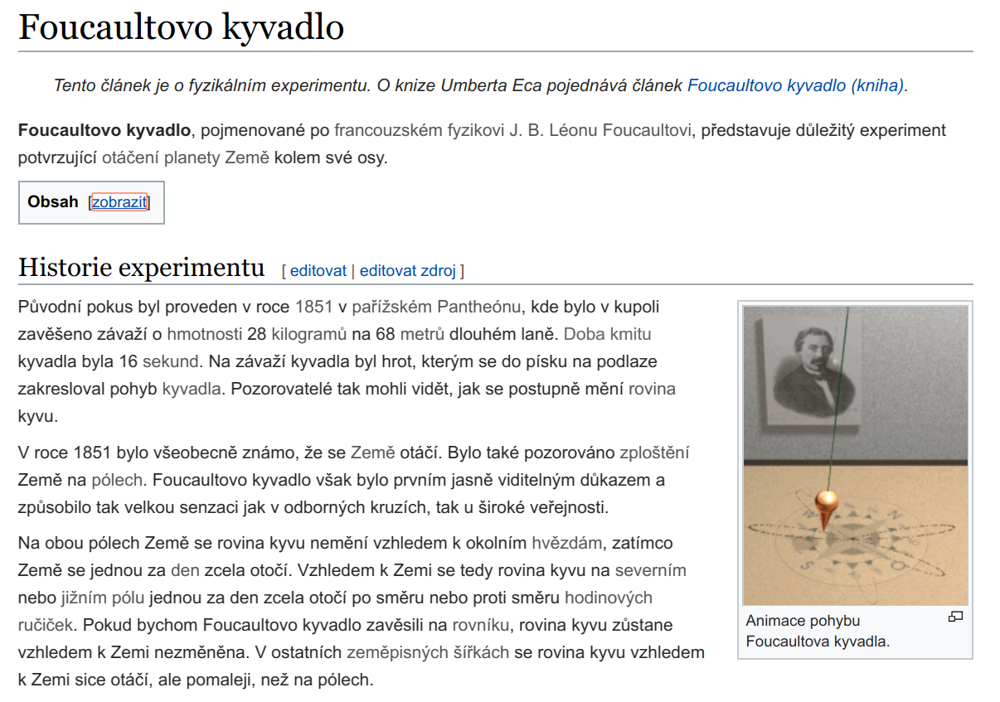 Foucaultovo kyvadlo
Tento článek je o fyzikálním experimentu. O knize Umberta Eca pojednává článek Foucaultovo kyvadlo (kniha).
Foucaultovo kyvadlo, pojmenované po francouzském fyzikovi J. B. Léonu Foucaultovi, představuje důležitý experiment
potvrzující otáčení planety Země kolem své osy.
Obsah [zobrazit]
Historie experimentu [ editovat | editovat zdroj ]
Původní pokus byl proveden v roce 1851 v pařížském Pantheónu, kde bylo v kupoli
zavěšeno závaží o hmotnosti 28 kilogramů na 68 metrů dlouhém laně. Doba kmitu
kyvadla byla 16 sekund. Na závaží kyvadla byl hrot, kterým se do písku na podlaze
zakresloval pohyb kyvadla. Pozorovatelé tak mohli vidět, jak se postupně mění rovina
kyvu.
V roce 1851 bylo všeobecně známo, že se Země otáčí. Bylo také pozorováno zploštění
Země na pólech. Foucaultovo kyvadlo však bylo prvním jasně viditelným důkazem a
způsobilo tak velkou senzaci jak v odborných kruzích, tak u široké veřejnosti.
Na obou pólech Země se rovina kyvu nemění vzhledem k okolním hvězdám, zatímco
Země se jednou za den zcela otočí. Vzhledem k Zemi se tedy rovina kyvu na severním
nebo jižním pólu jednou za den zcela otočí po směru nebo proti směru hodinových
ručiček. Pokud bychom Foucaultovo kyvadlo zavěsili na rovníku, rovina kyvu zůstane
vzhledem k Zemi nezměněna. V ostatních zeměpisných šířkách se rovina kyvu vzhledem
k Zemi sice otáčí, ale pomaleji, než na pólech.
W N
S O
Animace pohybu
Foucaultova kyvadla.